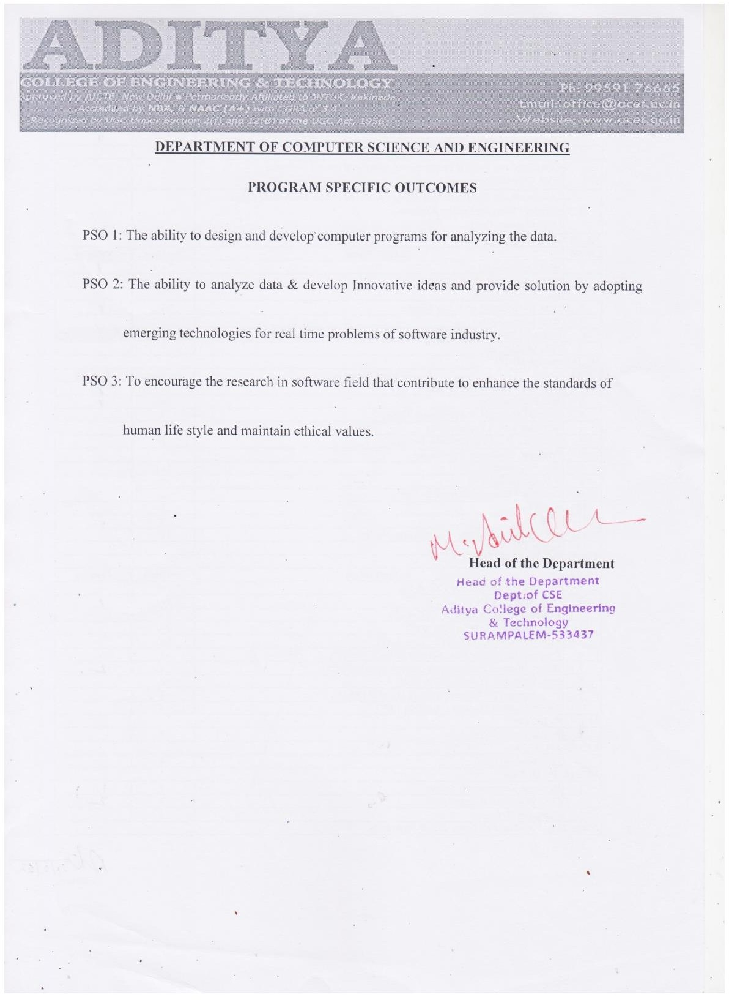 ADITYA
COLLEGE OF ENGINEERING & TECHNOLOGY
Approved by AICTE, New Delhi ● Permanently Affiliated to JNTUK, Kakinada
Accredited by NBA, & NAAC (A+) with CGPA of 3.4
Recognized by UGC Under Section 2(f) and 12(B) of the UGC Act, 1956
Ph: 99591 76665
Email: office@acet.ac.in
Website: www.acet.ac.in
DEPARTMENT OF COMPUTER SCIENCE AND ENGINEERING
PROGRAM SPECIFIC OUTCOMES
PSO 1: The ability to design and develop computer programs for analyzing the data.
PSO 2: The ability to analyze data & develop Innovative ideas and provide solution by adopting
emerging technologies for real time problems of software industry.
PSO 3: To encourage the research in software field that contribute to enhance the standards of
human life style and maintain ethical values.
Head of the Department
Head of the Department
Dept.of CSE
Aditya College of Engineering
& Technology
SURAMPALEM-533437